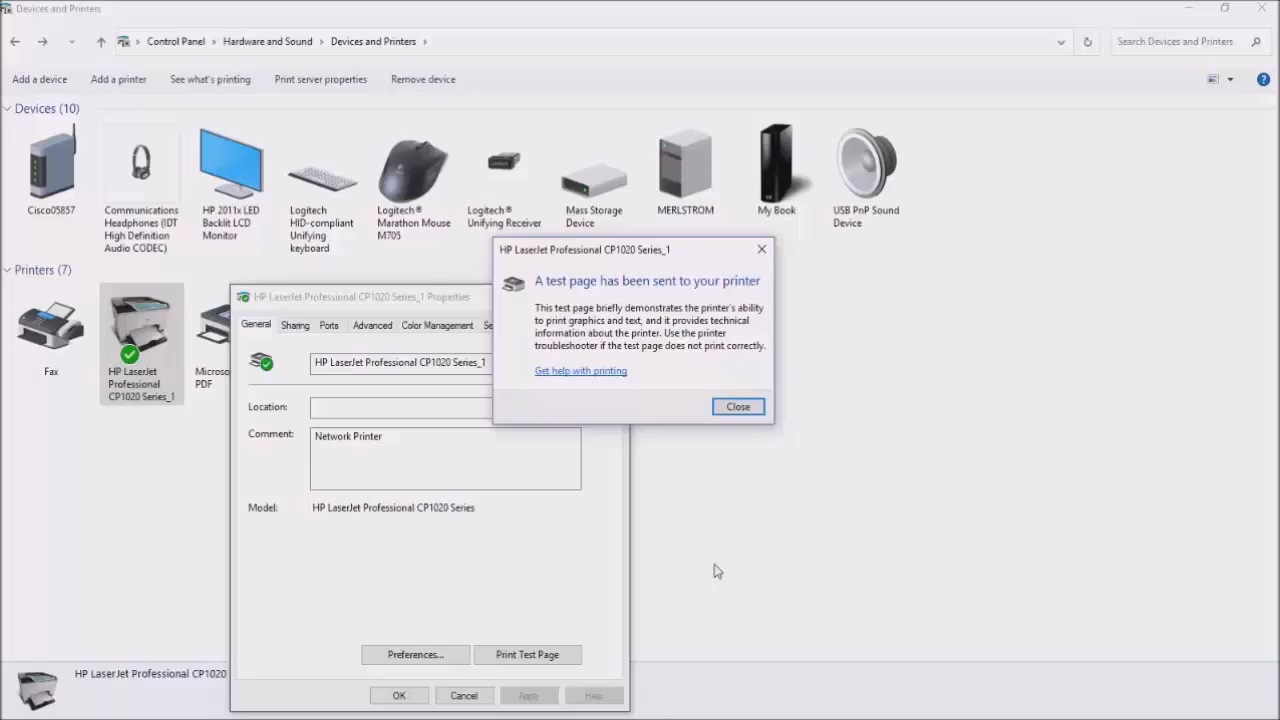 Devices and Printers
Control Panel > Hardware and Sound > Devices and Printers >
Search Devices and Printers
Add a device
Add a printer
See what's printing
Print server properties
Remove device
Devices (10)
Cisco05857
Communications
Headphones (IDT
High Definition
Audio CODEC)
HP 2011x LED
Backlit LCD
Monitor
Logitech
HID-compliant
Unifying
keyboard
Logitech®
Marathon Mouse
M705
Logitech®
Unifying Receiver
Mass Storage
Device
MERLSTROM
My Book
USB PnP Sound
Device
Printers (7)
Fax
HP LaserJet
Professional
CP1020 Series_1
PDF
HP LaserJet Professional CP1020 Series_1 Properties
General
Sharing
Ports
Advanced
Color Management
HP LaserJet Professional CP1020 Series_1
Location:
Comment:
Network Printer
Model:
HP LaserJet Professional CP1020 Series
Preferences...
Print Test Page
OK
Cancel
Apply
Help
HP LaserJet Professional CP1020 Series_1
A test page has been sent to your printer
This test page briefly demonstrates the printer's ability
to print graphics and text, and it provides technical
information about the printer. Use the printer
troubleshooter if the test page does not print correctly.
Get help with printing
Close
HP LaserJet Professional CP1020